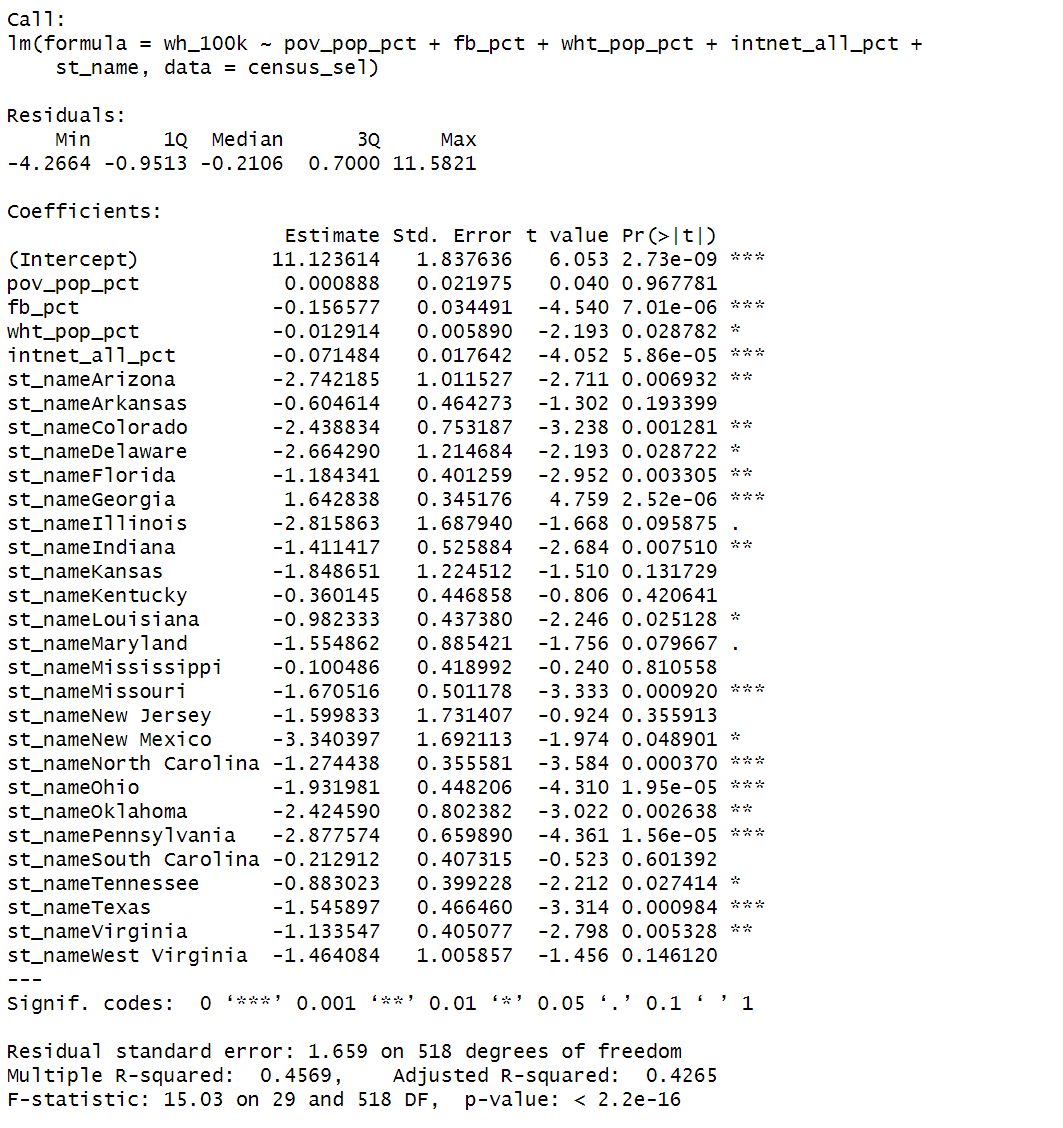 Call:
lm(formula = wh_100k ~ pov_pop_pct + fb_pct + wht_pop_pct + intnet_all_pct +
    st_name, data = census_sel)

Residuals:
    Min      1Q  Median      3Q     Max
-4.2664 -0.9513 -0.2106  0.7000 11.5821

Coefficients:
                       Estimate Std. Error t value Pr(>|t|)
(Intercept)           11.123614   1.837636   6.053 2.73e-09 ***
pov_pop_pct            0.000888   0.021975   0.040 0.967781
fb_pct                -0.156577   0.034491  -4.540 7.01e-06 ***
wht_pop_pct           -0.012914   0.005890  -2.193 0.028782 *
intnet_all_pct        -0.071484   0.017642  -4.052 5.86e-05 ***
st_nameArizona        -2.742185   1.011527  -2.711 0.006932 **
st_nameArkansas       -0.604614   0.464273  -1.302 0.193399
st_nameColorado       -2.438834   0.753187  -3.238 0.001281 **
st_nameDelaware       -2.664290   1.214684  -2.193 0.028722 *
st_nameFlorida        -1.184341   0.401259  -2.952 0.003305 **
st_nameGeorgia         1.642838   0.345176   4.759 2.52e-06 ***
st_nameIllinois       -2.815863   1.687940  -1.668 0.095875 .
st_nameIndiana        -1.411417   0.525884  -2.684 0.007510 **
st_nameKansas         -1.848651   1.224512  -1.510 0.131729
st_nameKentucky       -0.360145   0.446858  -0.806 0.420641
st_nameLouisiana      -0.982333   0.437380  -2.246 0.025128 *
st_nameMaryland       -1.554862   0.885421  -1.756 0.079667 .
st_nameMississippi    -0.100486   0.418992  -0.240 0.810558
st_nameMissouri       -1.670516   0.501178  -3.333 0.000920 ***
st_nameNew Jersey     -1.599833   1.731407  -0.924 0.355913
st_nameNew Mexico     -3.340397   1.692113  -1.974 0.048901 *
st_nameNorth Carolina -1.274438   0.355581  -3.584 0.000370 ***
st_nameOhio           -1.931981   0.448206  -4.310 1.95e-05 ***
st_nameOklahoma       -2.424590   0.802382  -3.022 0.002638 **
st_namePennsylvania   -2.877574   0.659890  -4.361 1.56e-05 ***
st_nameSouth Carolina -0.212912   0.407315  -0.523 0.601392
st_nameTennessee      -0.883023   0.399228  -2.212 0.027414 *
st_nameTexas          -1.545897   0.466460  -3.314 0.000984 ***
st_nameVirginia       -1.133547   0.405077  -2.798 0.005328 **
st_nameWest Virginia  -1.464084   1.005857  -1.456 0.146120
---
Signif. codes:  0 ‘***’ 0.001 ‘**’ 0.01 ‘*’ 0.05 ‘.’ 0.1 ‘ ’ 1

Residual standard error: 1.659 on 518 degrees of freedom
Multiple R-squared:  0.4569,    Adjusted R-squared:  0.4265
F-statistic: 15.03 on 29 and 518 DF,  p-value: < 2.2e-16